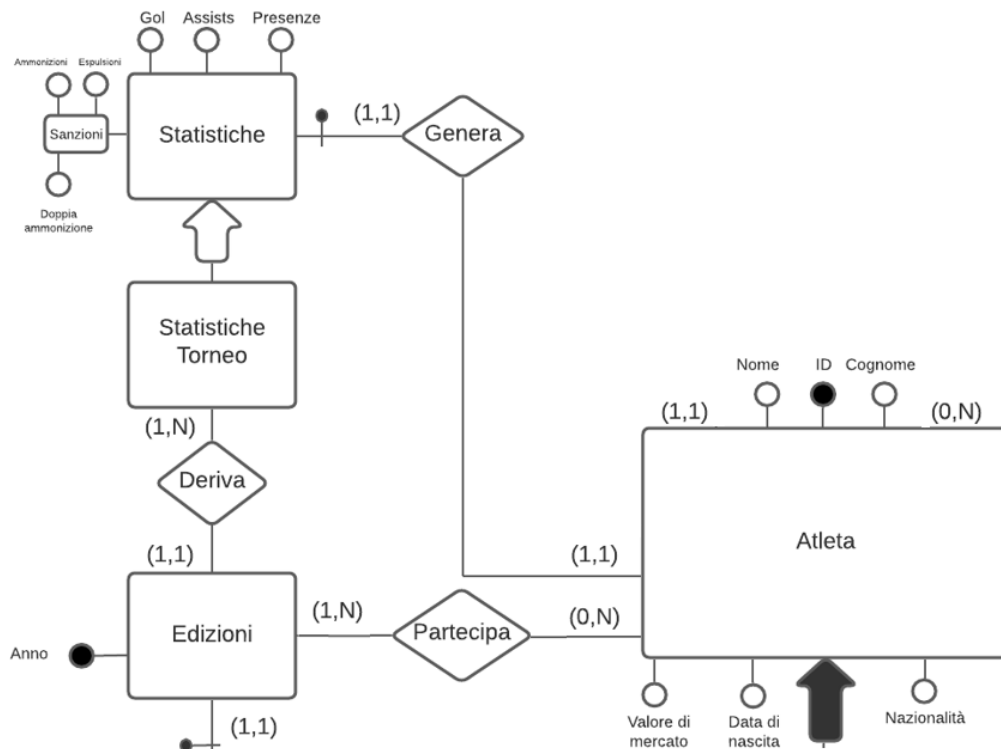 Gol Assists Presenze
Ammonizioni Espulsioni
Sanzioni
Statistiche
(1,1)
Genera
Doppia
ammonizione
Statistiche
Torneo
Nome ID Cognome
(1,N)
(1,1)
(0,N)
Deriva
Atleta
(1,1)
(1,1)
(1,N)
(0,N)
Edizioni
Partecipa
Anno
(1,1)
Valore di
mercato
Data di
nascita
Nazionalità